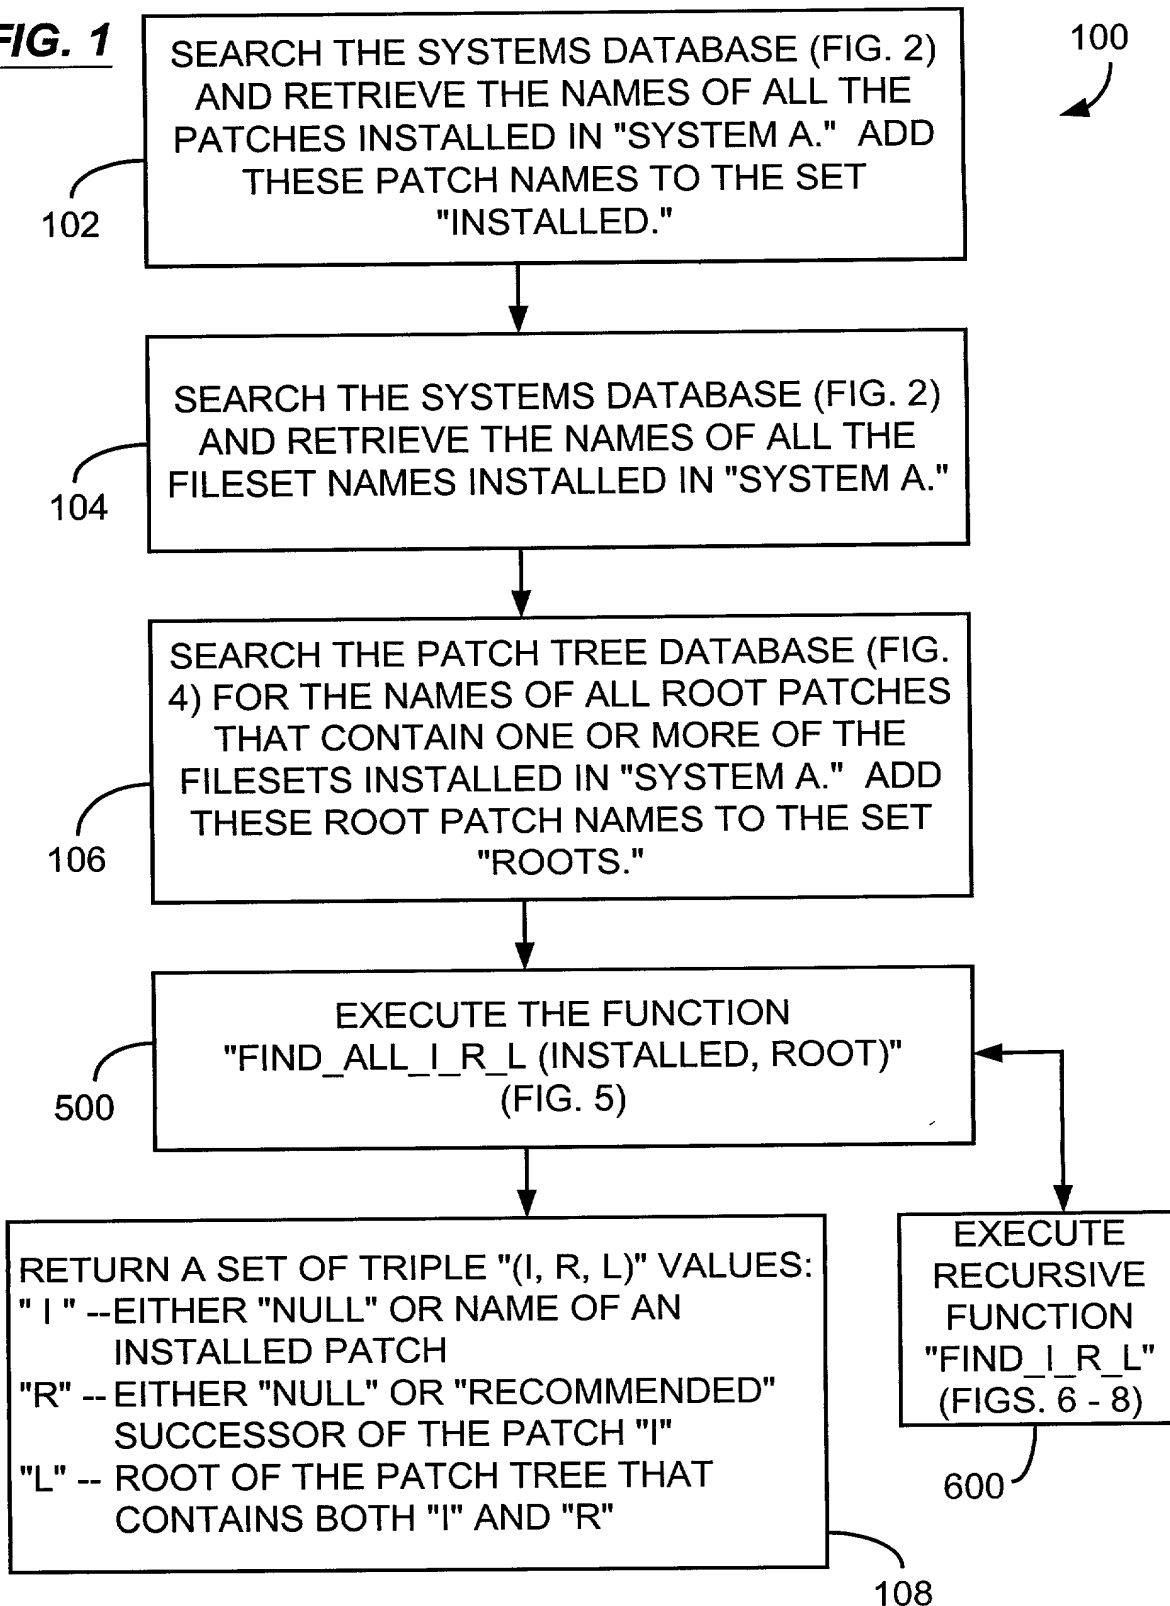 FIG. 1
100
SEARCH THE SYSTEMS DATABASE (FIG. 2)
AND RETRIEVE THE NAMES OF ALL THE
PATCHES INSTALLED IN "SYSTEM A." ADD
THESE PATCH NAMES TO THE SET
"INSTALLED."
102
SEARCH THE SYSTEMS DATABASE (FIG. 2)
AND RETRIEVE THE NAMES OF ALL THE
FILESET NAMES INSTALLED IN "SYSTEM A."
104
SEARCH THE PATCH TREE DATABASE (FIG.
4) FOR THE NAMES OF ALL ROOT PATCHES
THAT CONTAIN ONE OR MORE OF THE
FILESETS INSTALLED IN "SYSTEM A." ADD
THESE ROOT PATCH NAMES TO THE SET
"ROOTS."
106
EXECUTE THE FUNCTION
"FIND_ALL_I_R_L (INSTALLED, ROOT)"
(FIG. 5)
500
RETURN A SET OF TRIPLE "(I, R, L)" VALUES:
" I " -- EITHER "NULL" OR NAME OF AN
INSTALLED PATCH
"R" -- EITHER "NULL" OR "RECOMMENDED"
SUCCESSOR OF THE PATCH "I"
"L" -- ROOT OF THE PATCH TREE THAT
CONTAINS BOTH "I" AND "R"
108
EXECUTE
RECURSIVE
FUNCTION
"FIND_I_R_L"
(FIGS. 6 - 8)
600